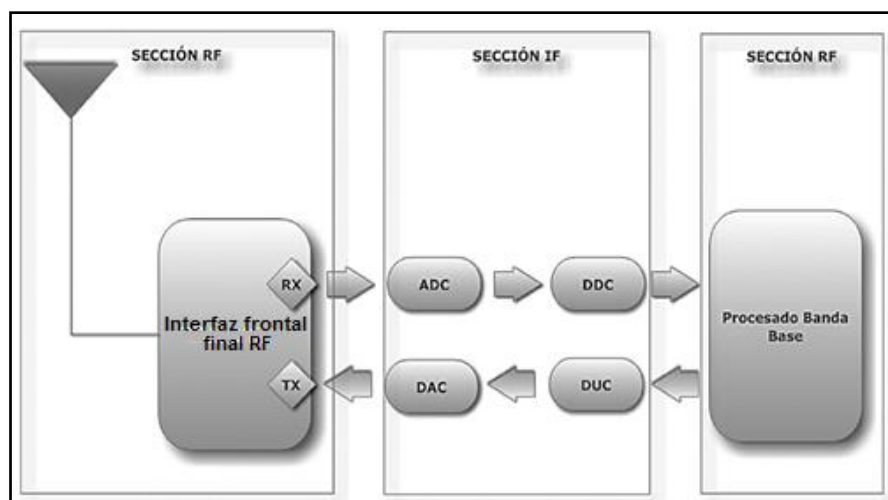 SECCIÓN RF
SECCIÓN IF
SECCIÓN RF
RX
ADC
DDC
Interfaz frontal
final RF
Procesado Banda
Base
TX
DAC
DUC